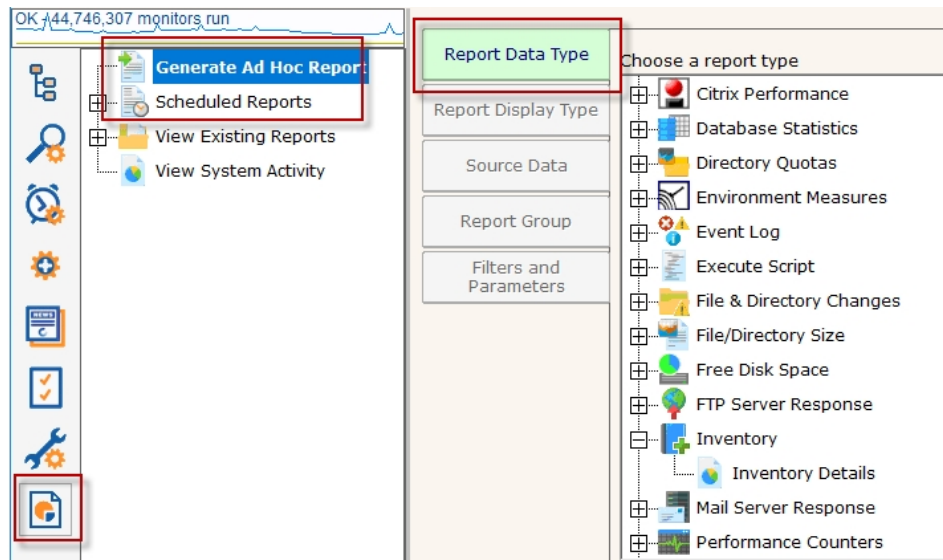 OK 44,746,307 monitors run
Generate Ad Hoc Report
Scheduled Reports
View Existing Reports
View System Activity
Report Data Type
Report Display Type
Source Data
Report Group
Filters and
Parameters
Choose a report type
Citrix Performance
Database Statistics
Directory Quotas
Environment Measures
Event Log
Execute Script
File & Directory Changes
File/Directory Size
Free Disk Space
FTP Server Response
Inventory
Inventory Details
Mail Server Response
Performance Counters